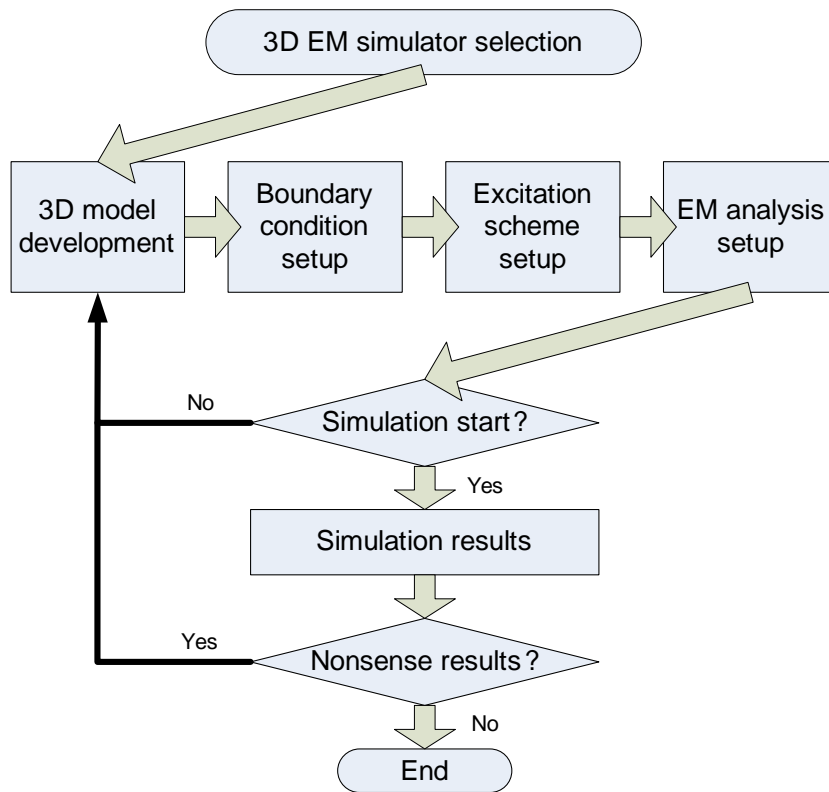 3D EM simulator selection
3D model
development
Boundary
condition
setup
Excitation
scheme
setup
EM analysis
setup
No
Simulation start?
Yes
Simulation results
Yes
Nonsense results?
No
End